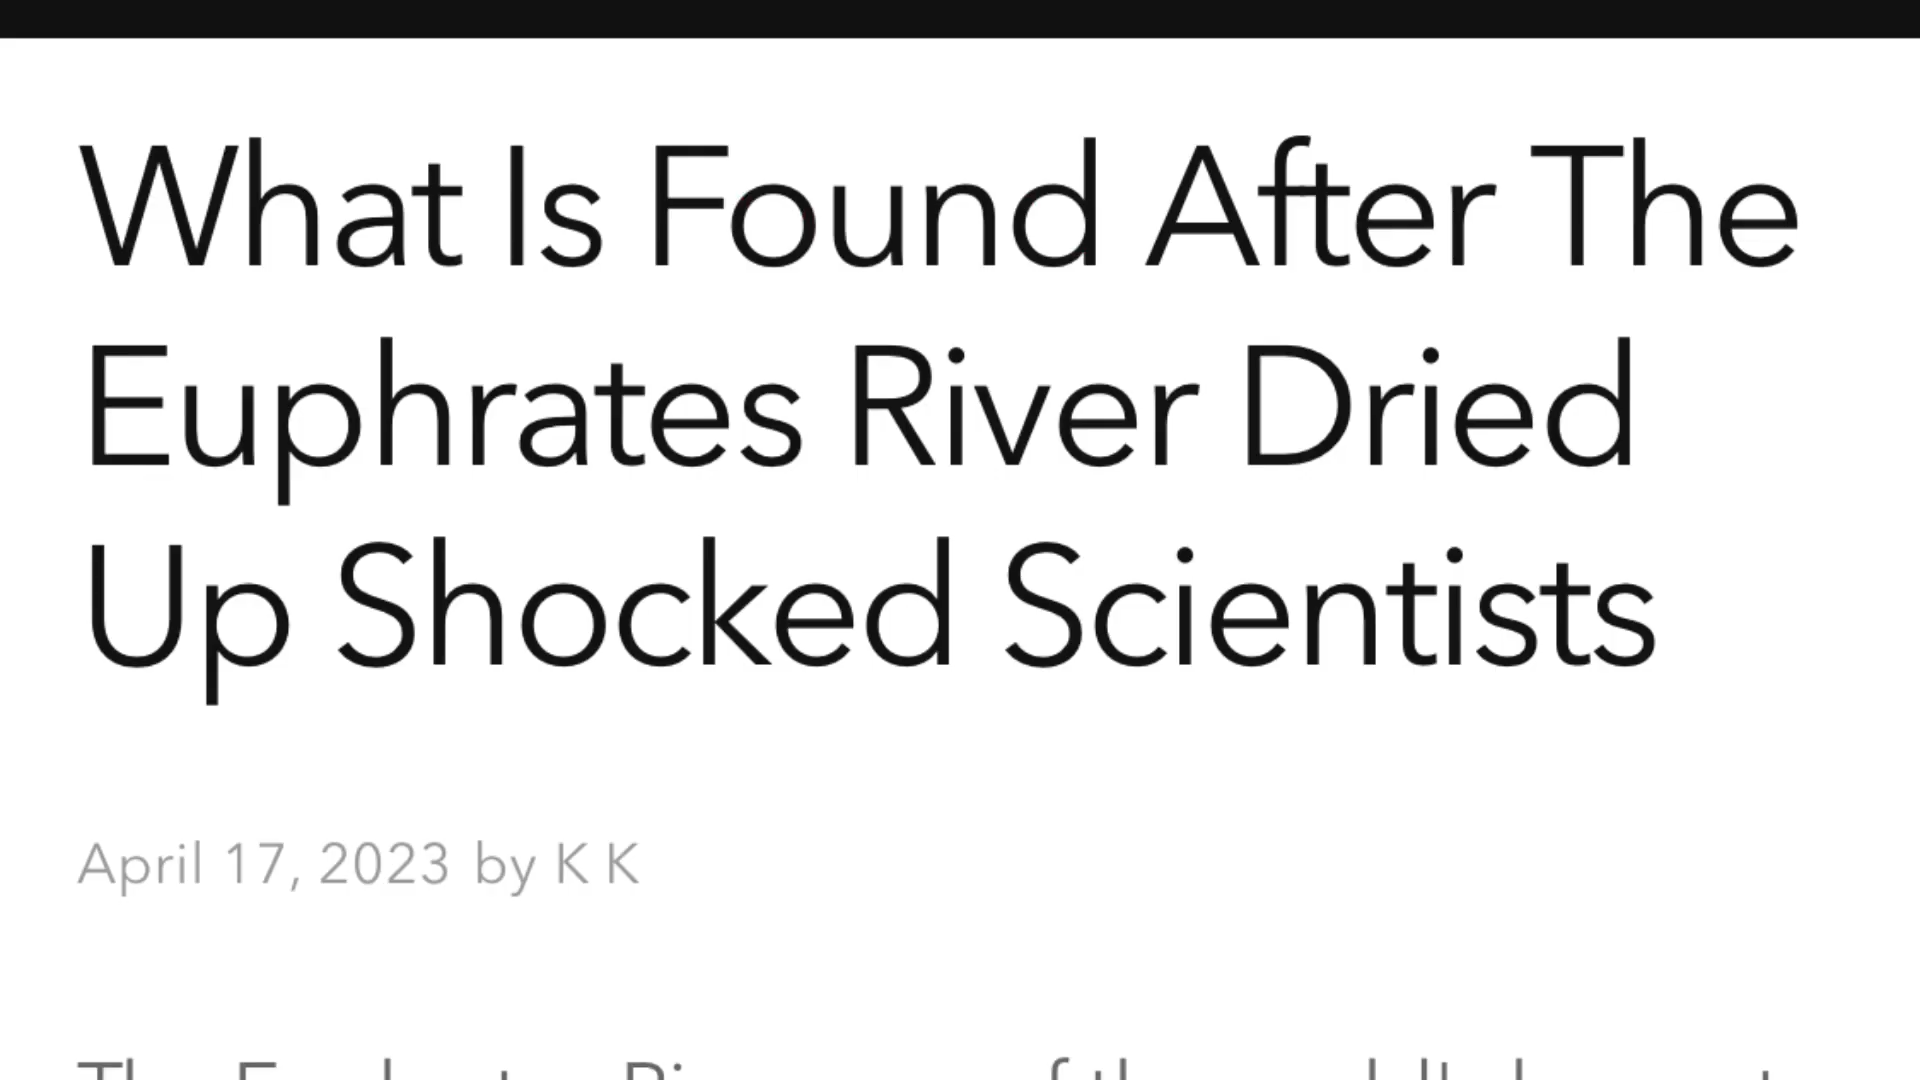 What Is Found After The
Euphrates River Dried
Up Shocked Scientists
April 17, 2023 by K K